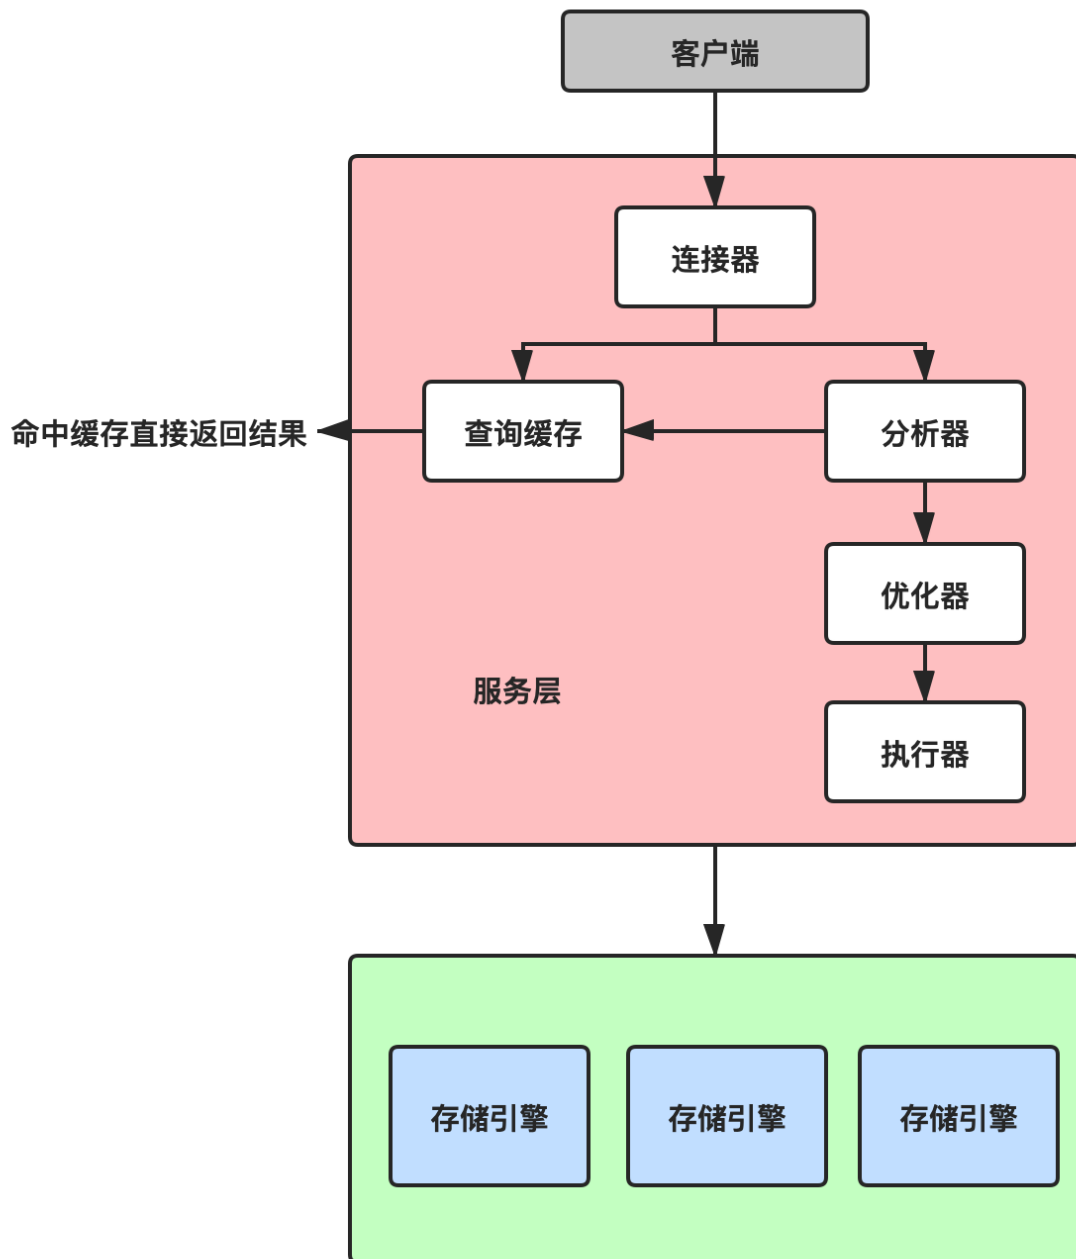 客户端
连接器
命中缓存直接返回结果
查询缓存
分析器
优化器
服务层
执行器
存储引擎
存储引擎
存储引擎